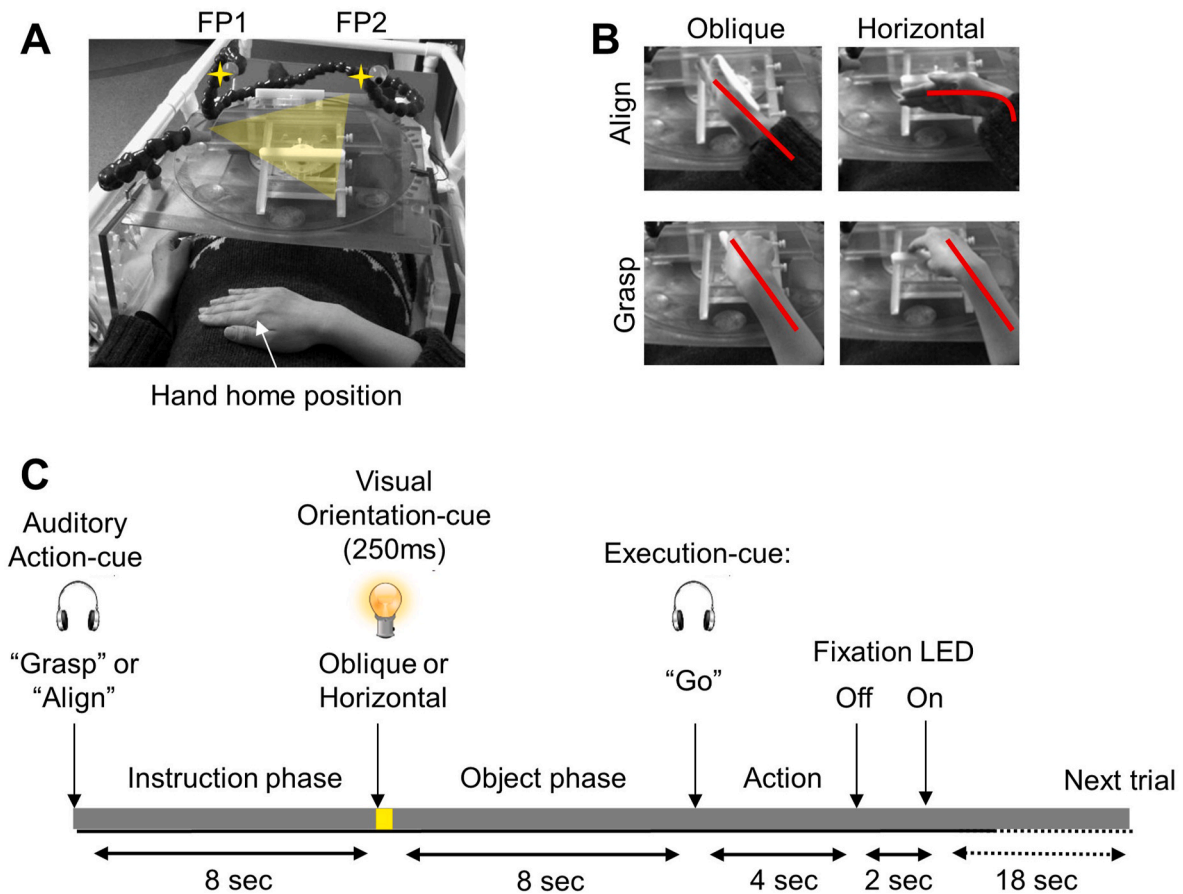 A
FP1
FP2
Hand home position
B
Oblique
Horizontal
Align
Grasp
C
Auditory
Action-cue
“Grasp” or
“Align”
Visual
Orientation-cue
(250ms)
Oblique or
Horizontal
Execution-cue:
“Go”
Fixation LED
Off
On
Instruction phase
Object phase
Action
Next trial
8 sec
8 sec
4 sec
2 sec
18 sec